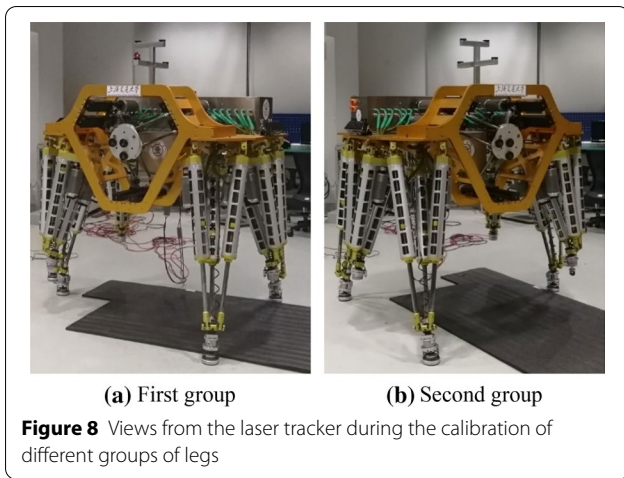 (a) First group
(b) Second group
Figure 8 Views from the laser tracker during the calibration of
different groups of legs